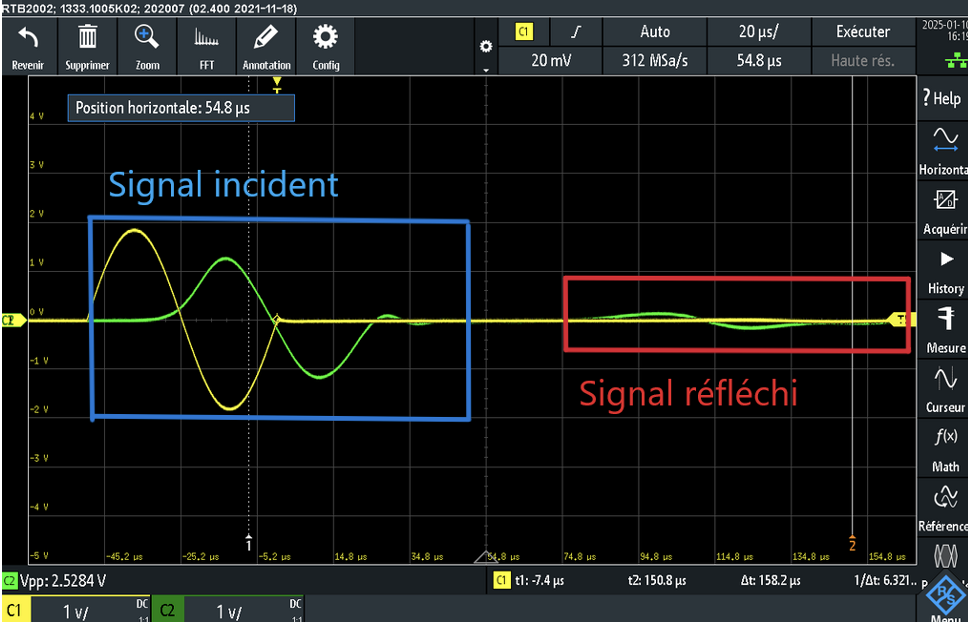 RTB2002; 1333.1005K02; 202007 (02.400 2021-11-18)
Revenir
Supprimer
Zoom
FFT
Annotation
Config
C1
Auto
20 µs/
Exécuter
20 mV
312 MSa/s
54.8 µs
Haute rés.
2025-01-10
16:19
Position horizontale: 54.8 µs
4 V
3 V
2 V
1 V
0 V
-1 V
-2 V
-3 V
-4 V
-5 V
Signal incident
Signal réfléchi
C2
T
1
2
-45.2 µs
-25.2 µs
-5.2 µs
14.8 µs
34.8 µs
54.8 µs
74.8 µs
94.8 µs
114.8 µs
134.8 µs
154.8 µs
? Help
Horizonta
Acquérir
History
Mesure
Curseur
f(x)
Math
Référence
R&S
Menu
C2 Vpp: 2.5284 V
C1 t1: -7.4 µs t2: 150.8 µs Δt: 158.2 µs 1/Δt: 6.321..
C1 1 V/ DC 1:1
C2 1 V/ DC 1:1